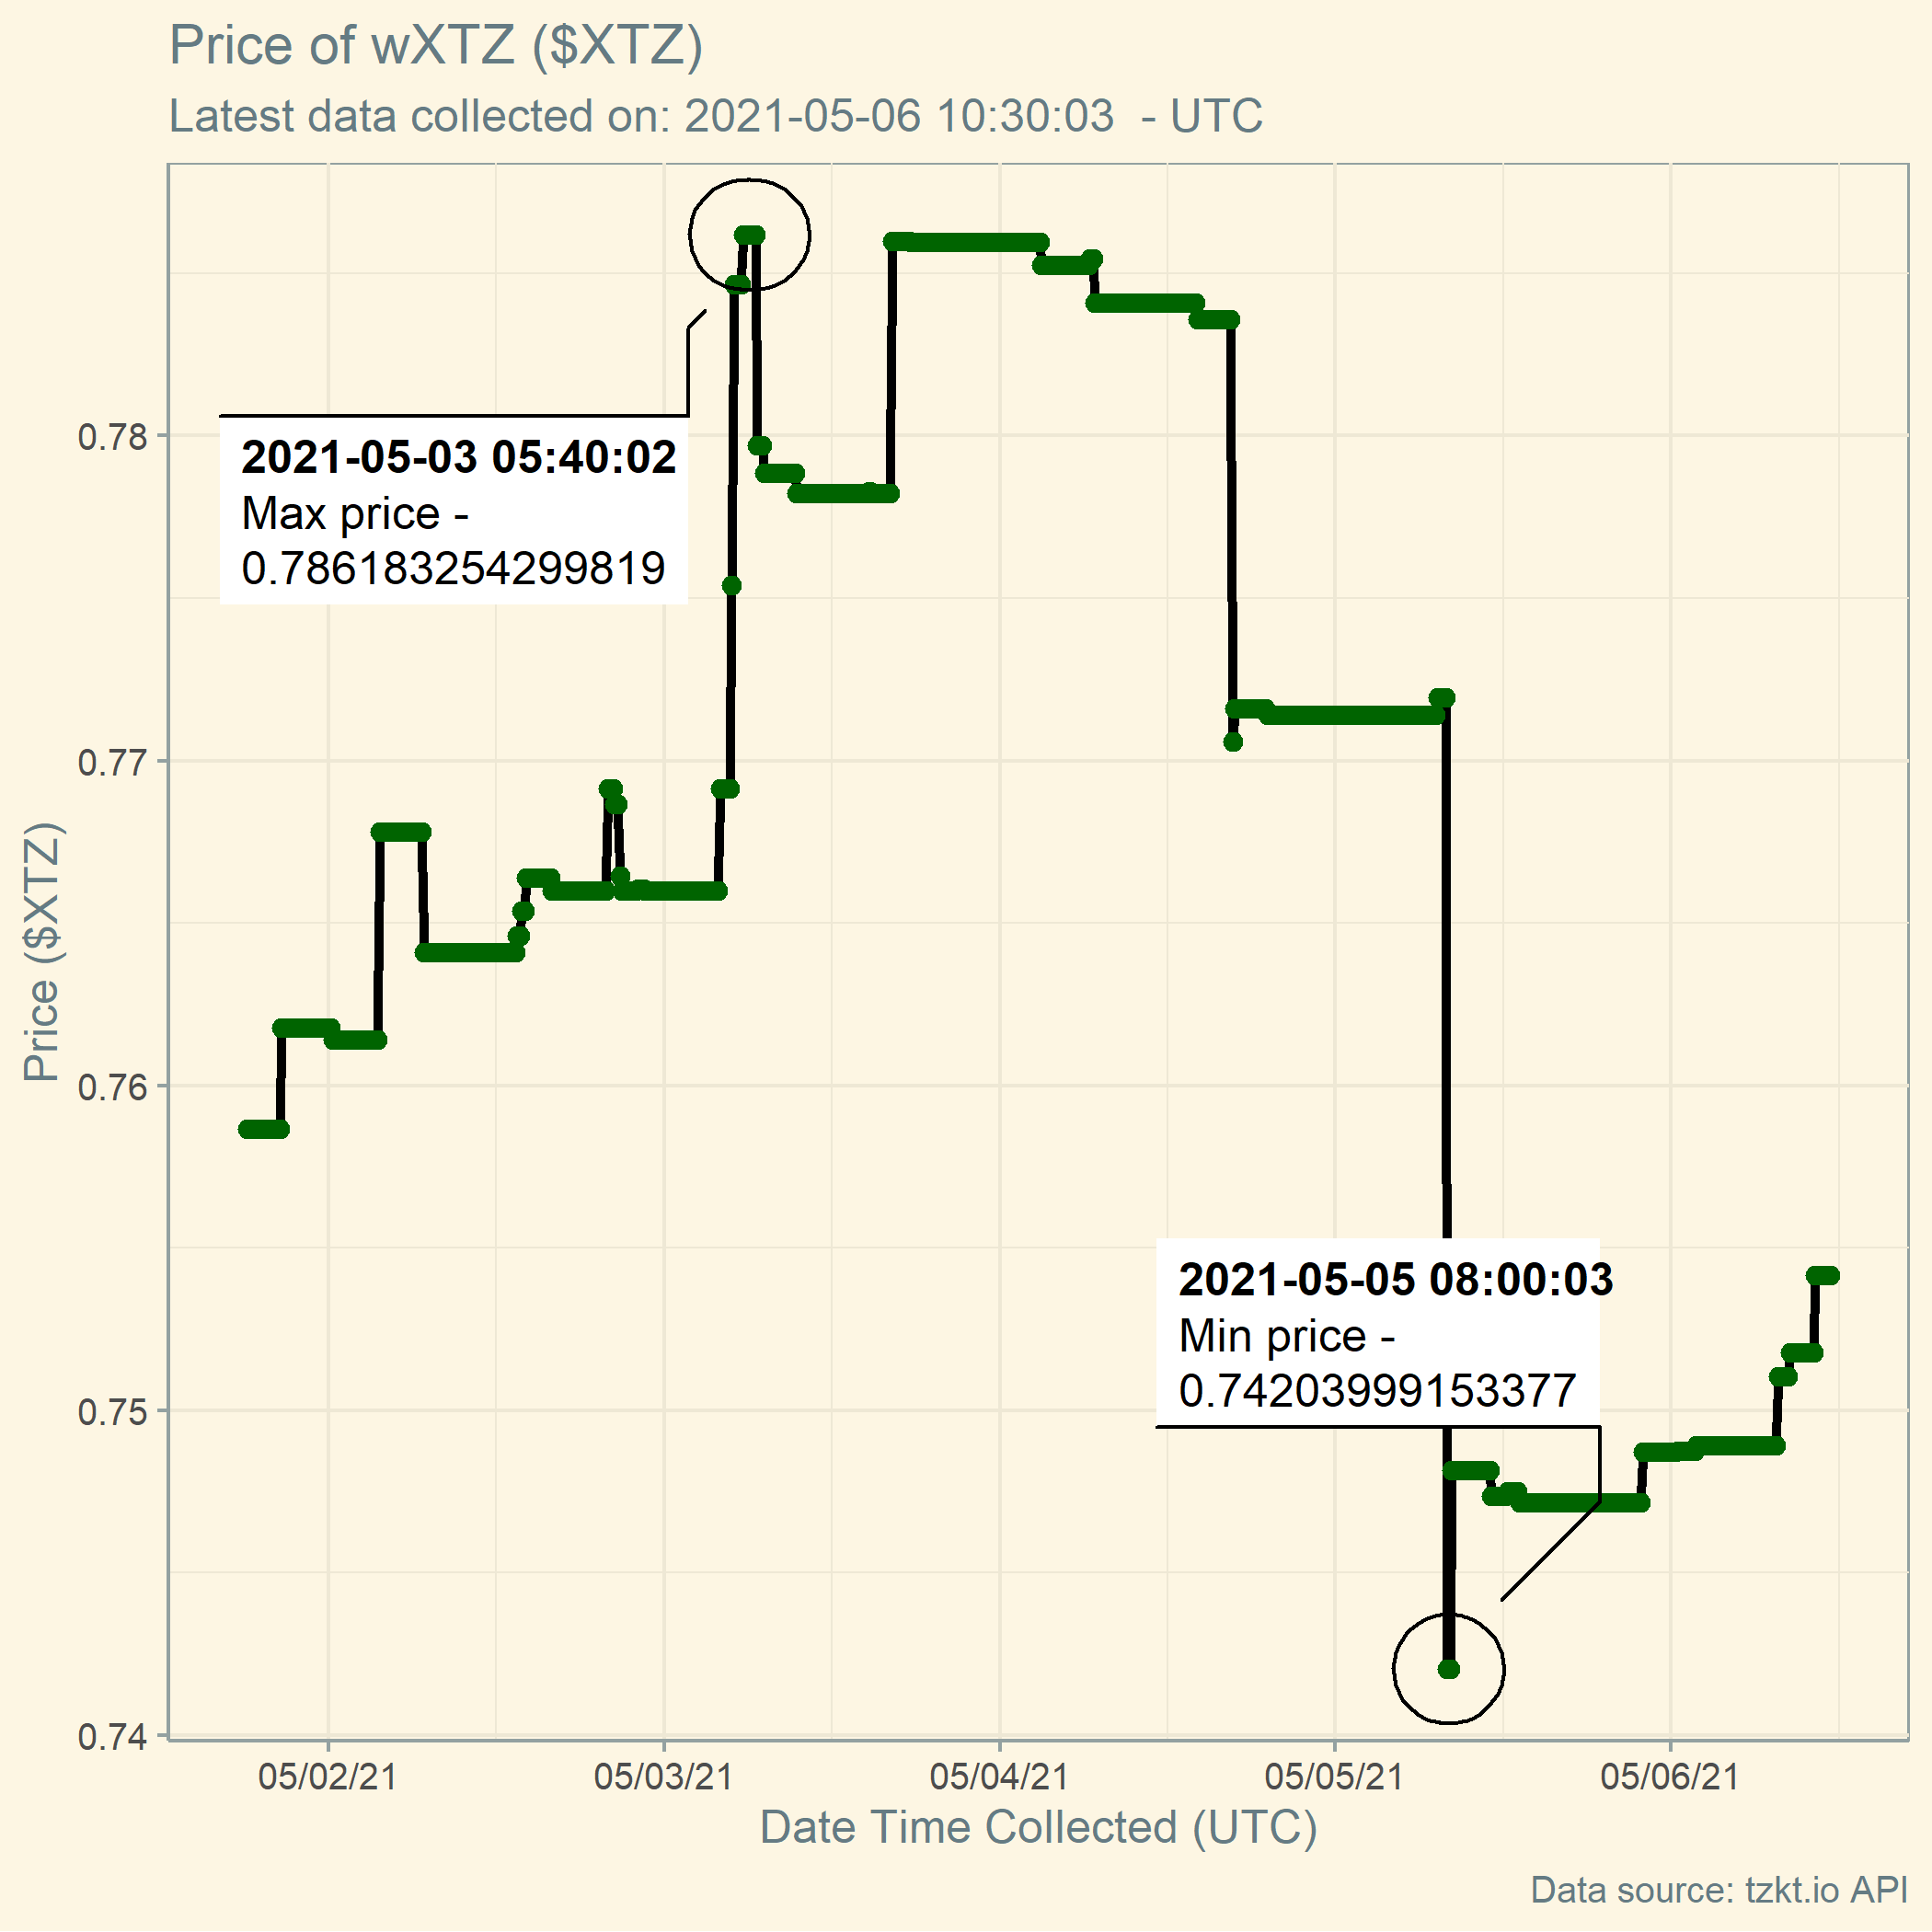 Price of wXTZ ($XTZ)
Latest data collected on: 2021-05-06 10:30:03  - UTC
Price ($XTZ)
0.78
0.77
0.76
0.75
0.74
2021-05-03 05:40:02
Max price -
0.786183254299819
2021-05-05 08:00:03
Min price -
0.742039991533377
05/02/21
05/03/21
05/04/21
05/05/21
05/06/21
Date Time Collected (UTC)
Data source: tzkt.io API